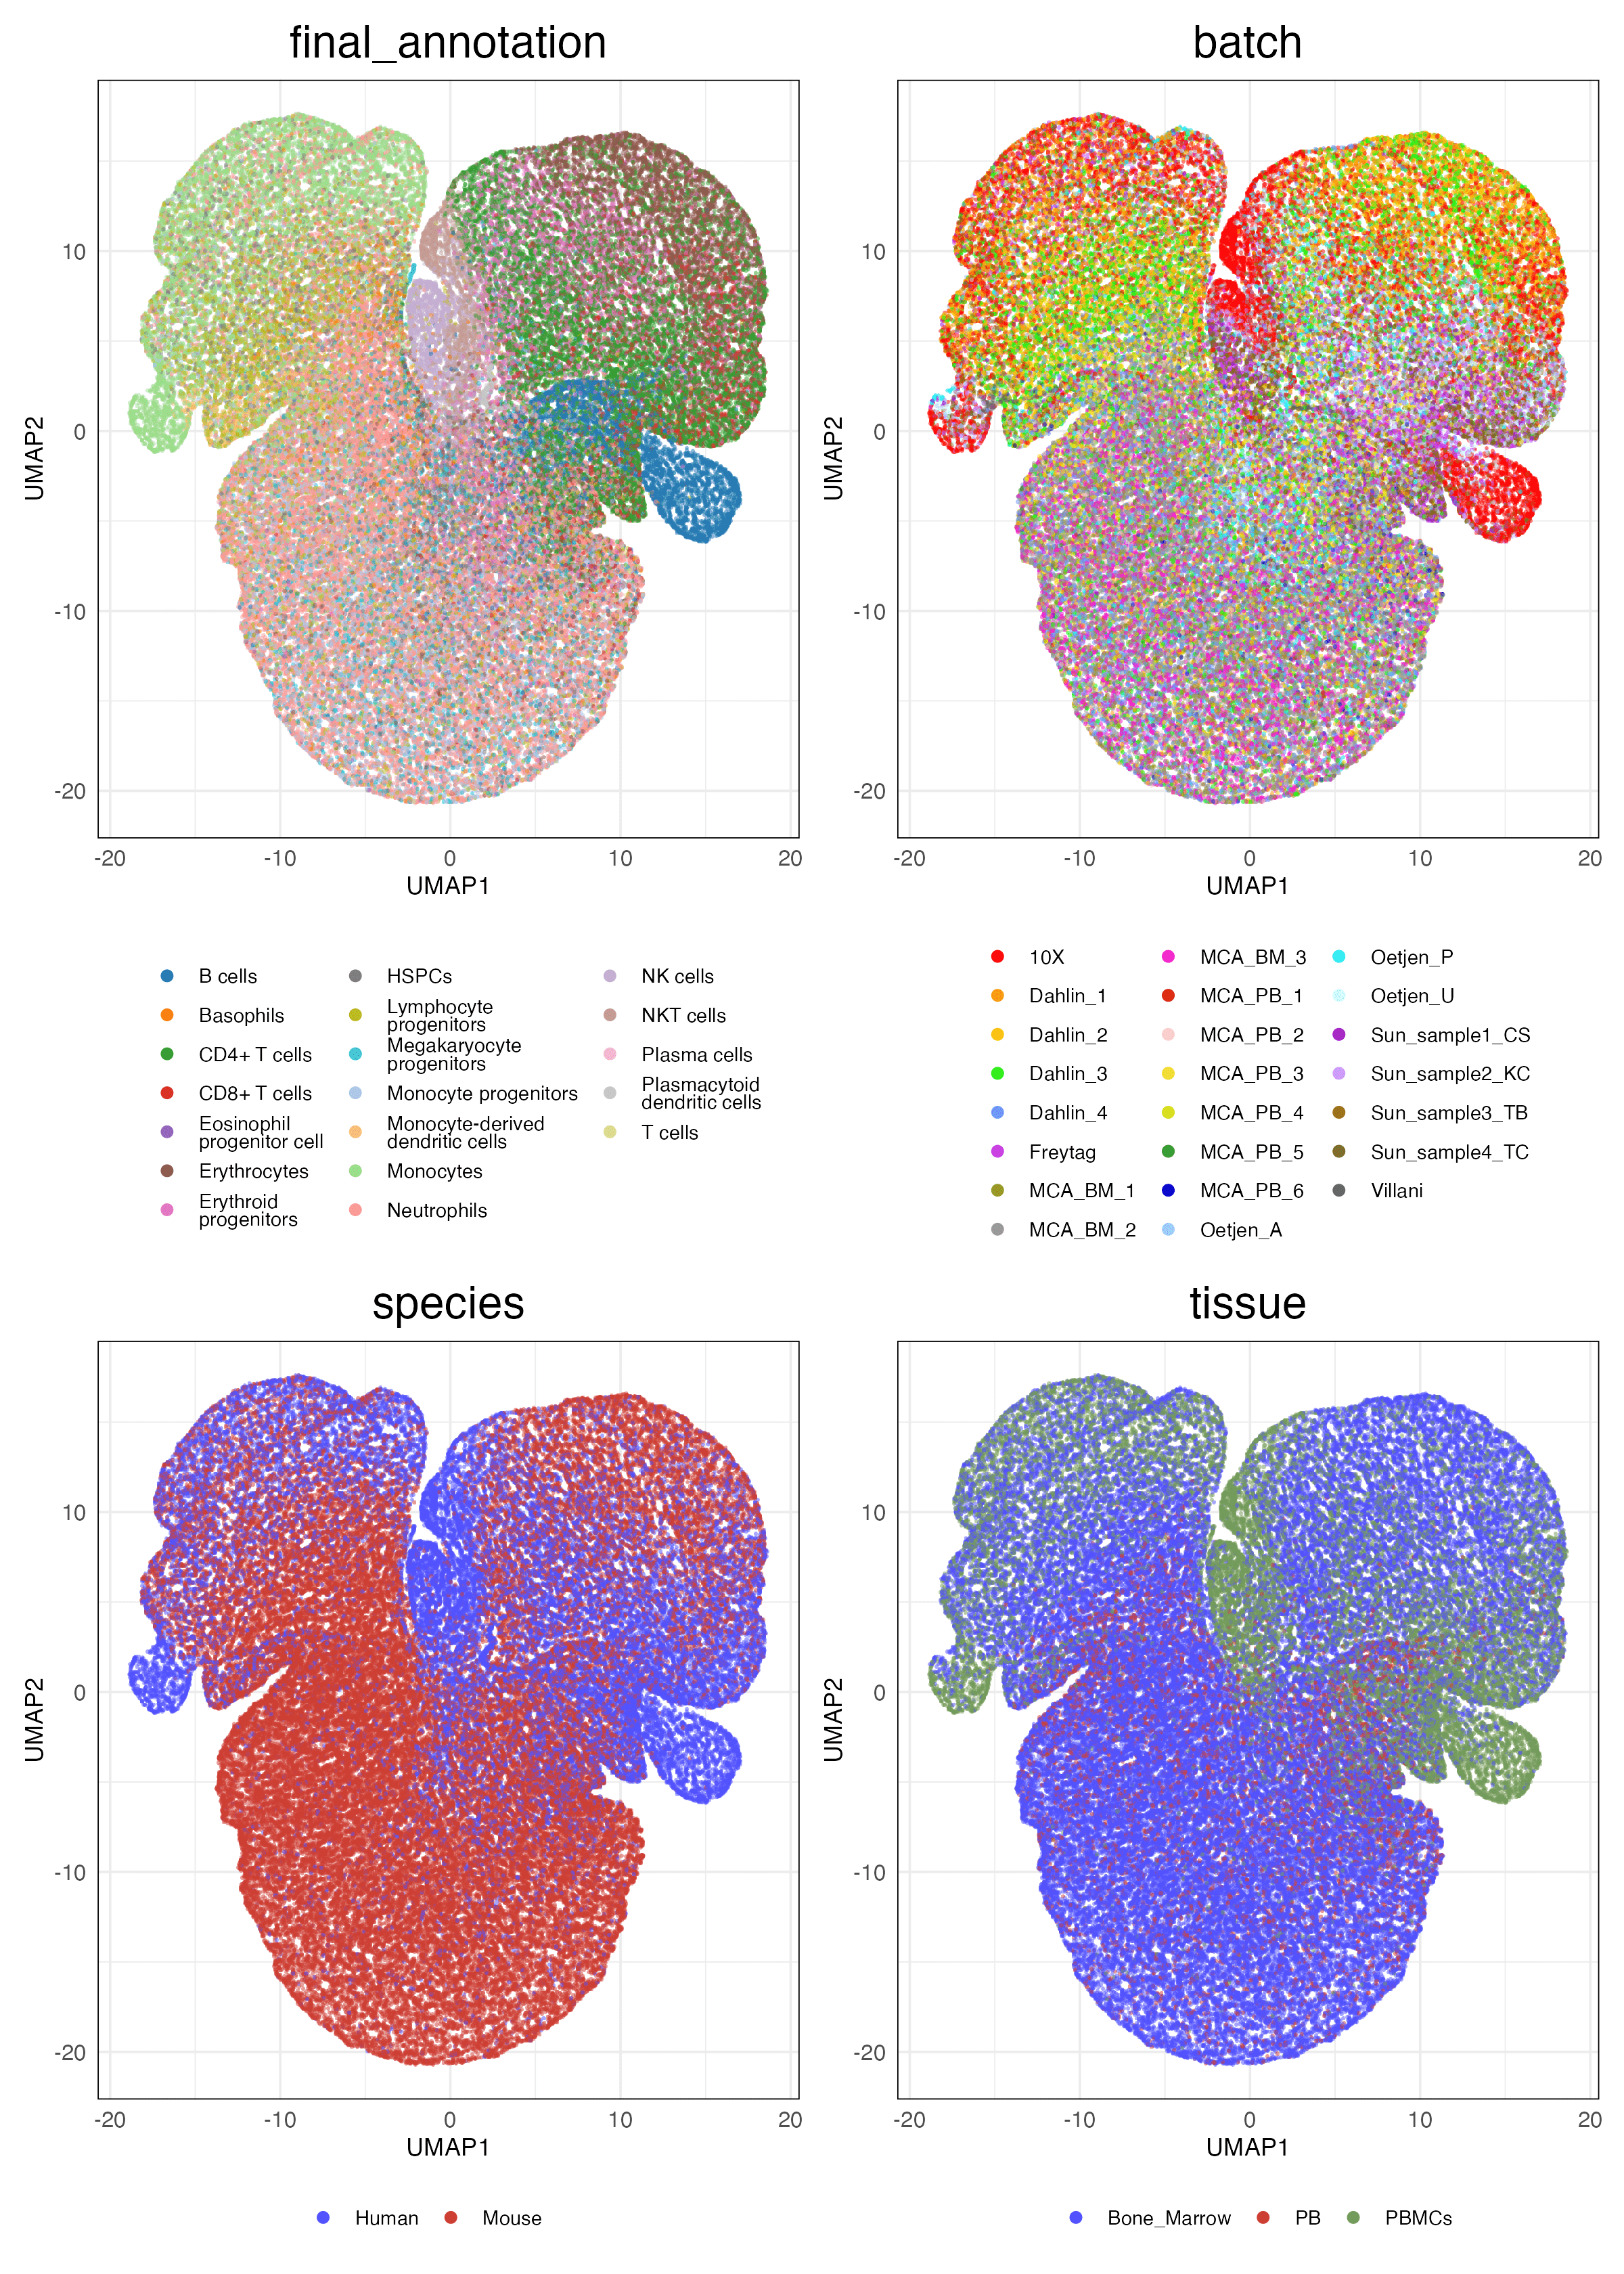 final_annotation
batch
10
0
-10
-20
UMAP2
-20
-10
0
10
20
UMAP1
10
0
-10
-20
UMAP2
-20
-10
0
10
20
UMAP1
B cells
Basophils
CD4+ T cells
CD8+ T cells
Eosinophil
progenitor cell
Erythrocytes
Erythroid
progenitors
HSPCs
Lymphocyte
progenitors
Megakaryocyte
progenitors
Monocyte progenitors
Monocyte-derived
dendritic cells
Monocytes
Neutrophils
NK cells
NKT cells
Plasma cells
Plasmacytoid
dendritic cells
T cells
10X
Dahlin_1
Dahlin_2
Dahlin_3
Dahlin_4
Freytag
MCA_BM_1
MCA_BM_2
MCA_BM_3
MCA_PB_1
MCA_PB_2
MCA_PB_3
MCA_PB_4
MCA_PB_5
MCA_PB_6
Oetjen_A
Oetjen_P
Oetjen_U
Sun_sample1_CS
Sun_sample2_KC
Sun_sample3_TB
Sun_sample4_TC
Villani
species
tissue
10
0
-10
-20
UMAP2
-20
-10
0
10
20
UMAP1
10
0
-10
-20
UMAP2
-20
-10
0
10
20
UMAP1
Human
Mouse
Bone_Marrow
PB
PBMCs